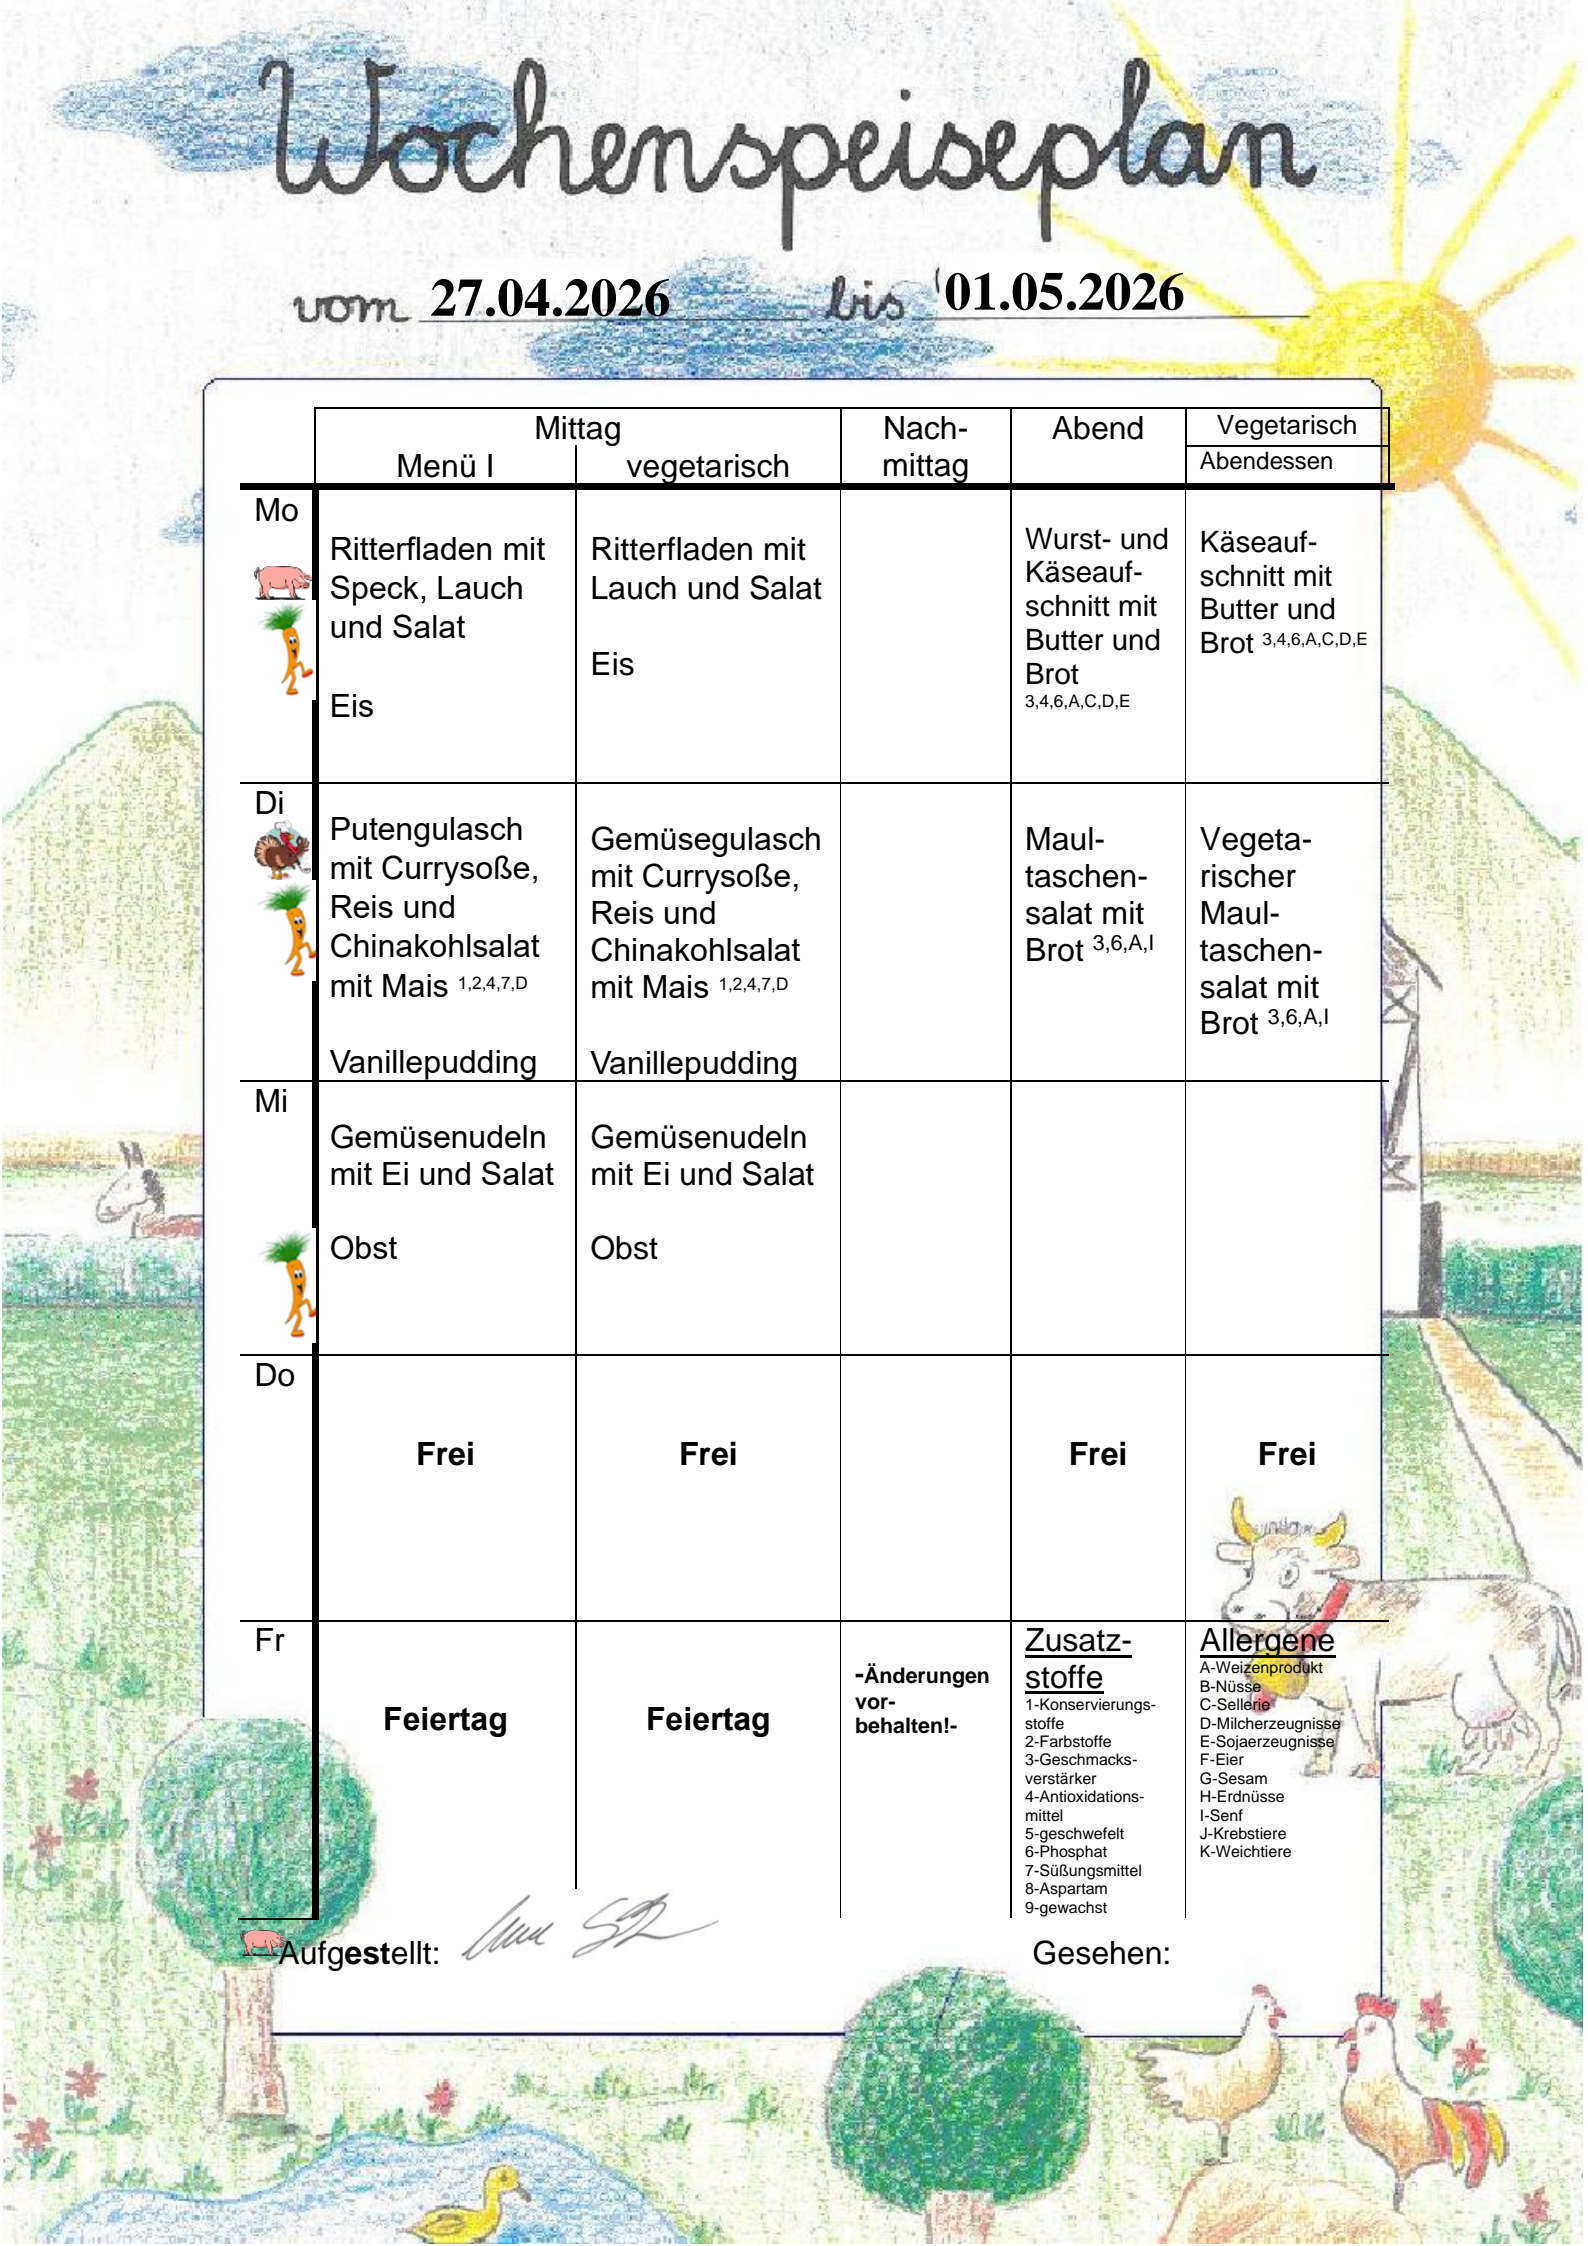 Wochenspeiseplan
vom 27.04.2026 bis 01.05.2026
Mittag
Menü I
vegetarisch
Nach-
mittag
Abend
Vegetarisch
Abendessen
Mo
Ritterfladen mit
Speck, Lauch
und Salat
Eis
Ritterfladen mit
Lauch und Salat
Eis
Wurst- und
Käseauf-
schnitt mit
Butter und
Brot
3,4,6,A,C,D,E
Käseauf-
schnitt mit
Butter und
Brot 3,4,6,A,C,D,E
Di
Putengulasch
mit Currysoße,
Reis und
Chinakohlsalat
mit Mais 1,2,4,7,D
Vanillepudding
Gemüsegulasch
mit Currysoße,
Reis und
Chinakohlsalat
mit Mais 1,2,4,7,D
Vanillepudding
Maul-
taschen-
salat mit
Brot 3,6,A,I
Vegeta-
rischer
Maul-
taschen-
salat mit
Brot 3,6,A,I
Mi
Gemüsenudeln
mit Ei und Salat
Obst
Gemüsenudeln
mit Ei und Salat
Obst
Do
Frei
Frei
Frei
Frei
Fr
Feiertag
Feiertag
-Änderungen
vor-
behalten!-
Zusatz-
stoffe
1-Konservierungs-
stoffe
2-Farbstoffe
3-Geschmacks-
verstärker
4-Antioxidations-
mittel
5-geschwefelt
6-Phosphat
7-Süßungsmittel
8-Aspartam
9-gewachst
Allergene
A-Weizenprodukt
B-Nüsse
C-Sellerie
D-Milcherzeugnisse
E-Sojaerzeugnisse
F-Eier
G-Sesam
H-Erdnüsse
I-Senf
J-Krebstiere
K-Weichtiere
Aufgestellt:
Gesehen: